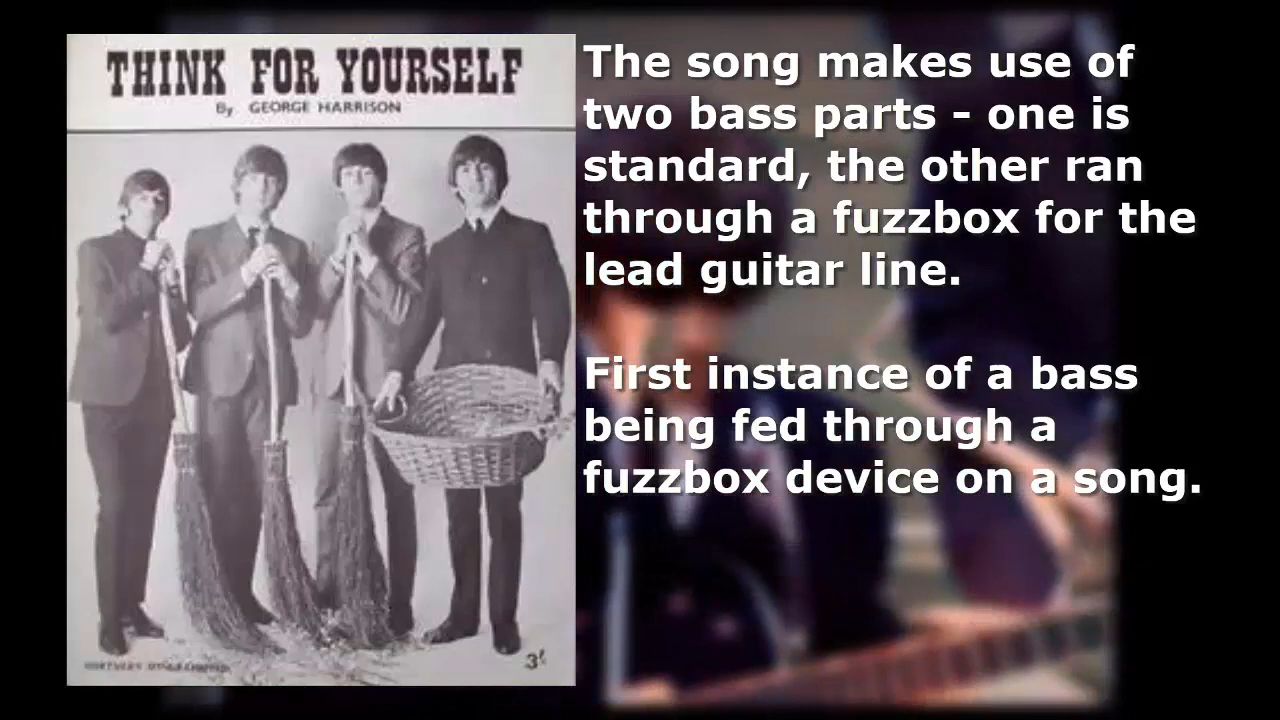 THINK FOR YOURSELF
By GEORGE HARRISON
3'
The song makes use of
two bass parts - one is
standard, the other ran
through a fuzzbox for the
lead guitar line.
First instance of a bass
being fed through a
fuzzbox device on a song.